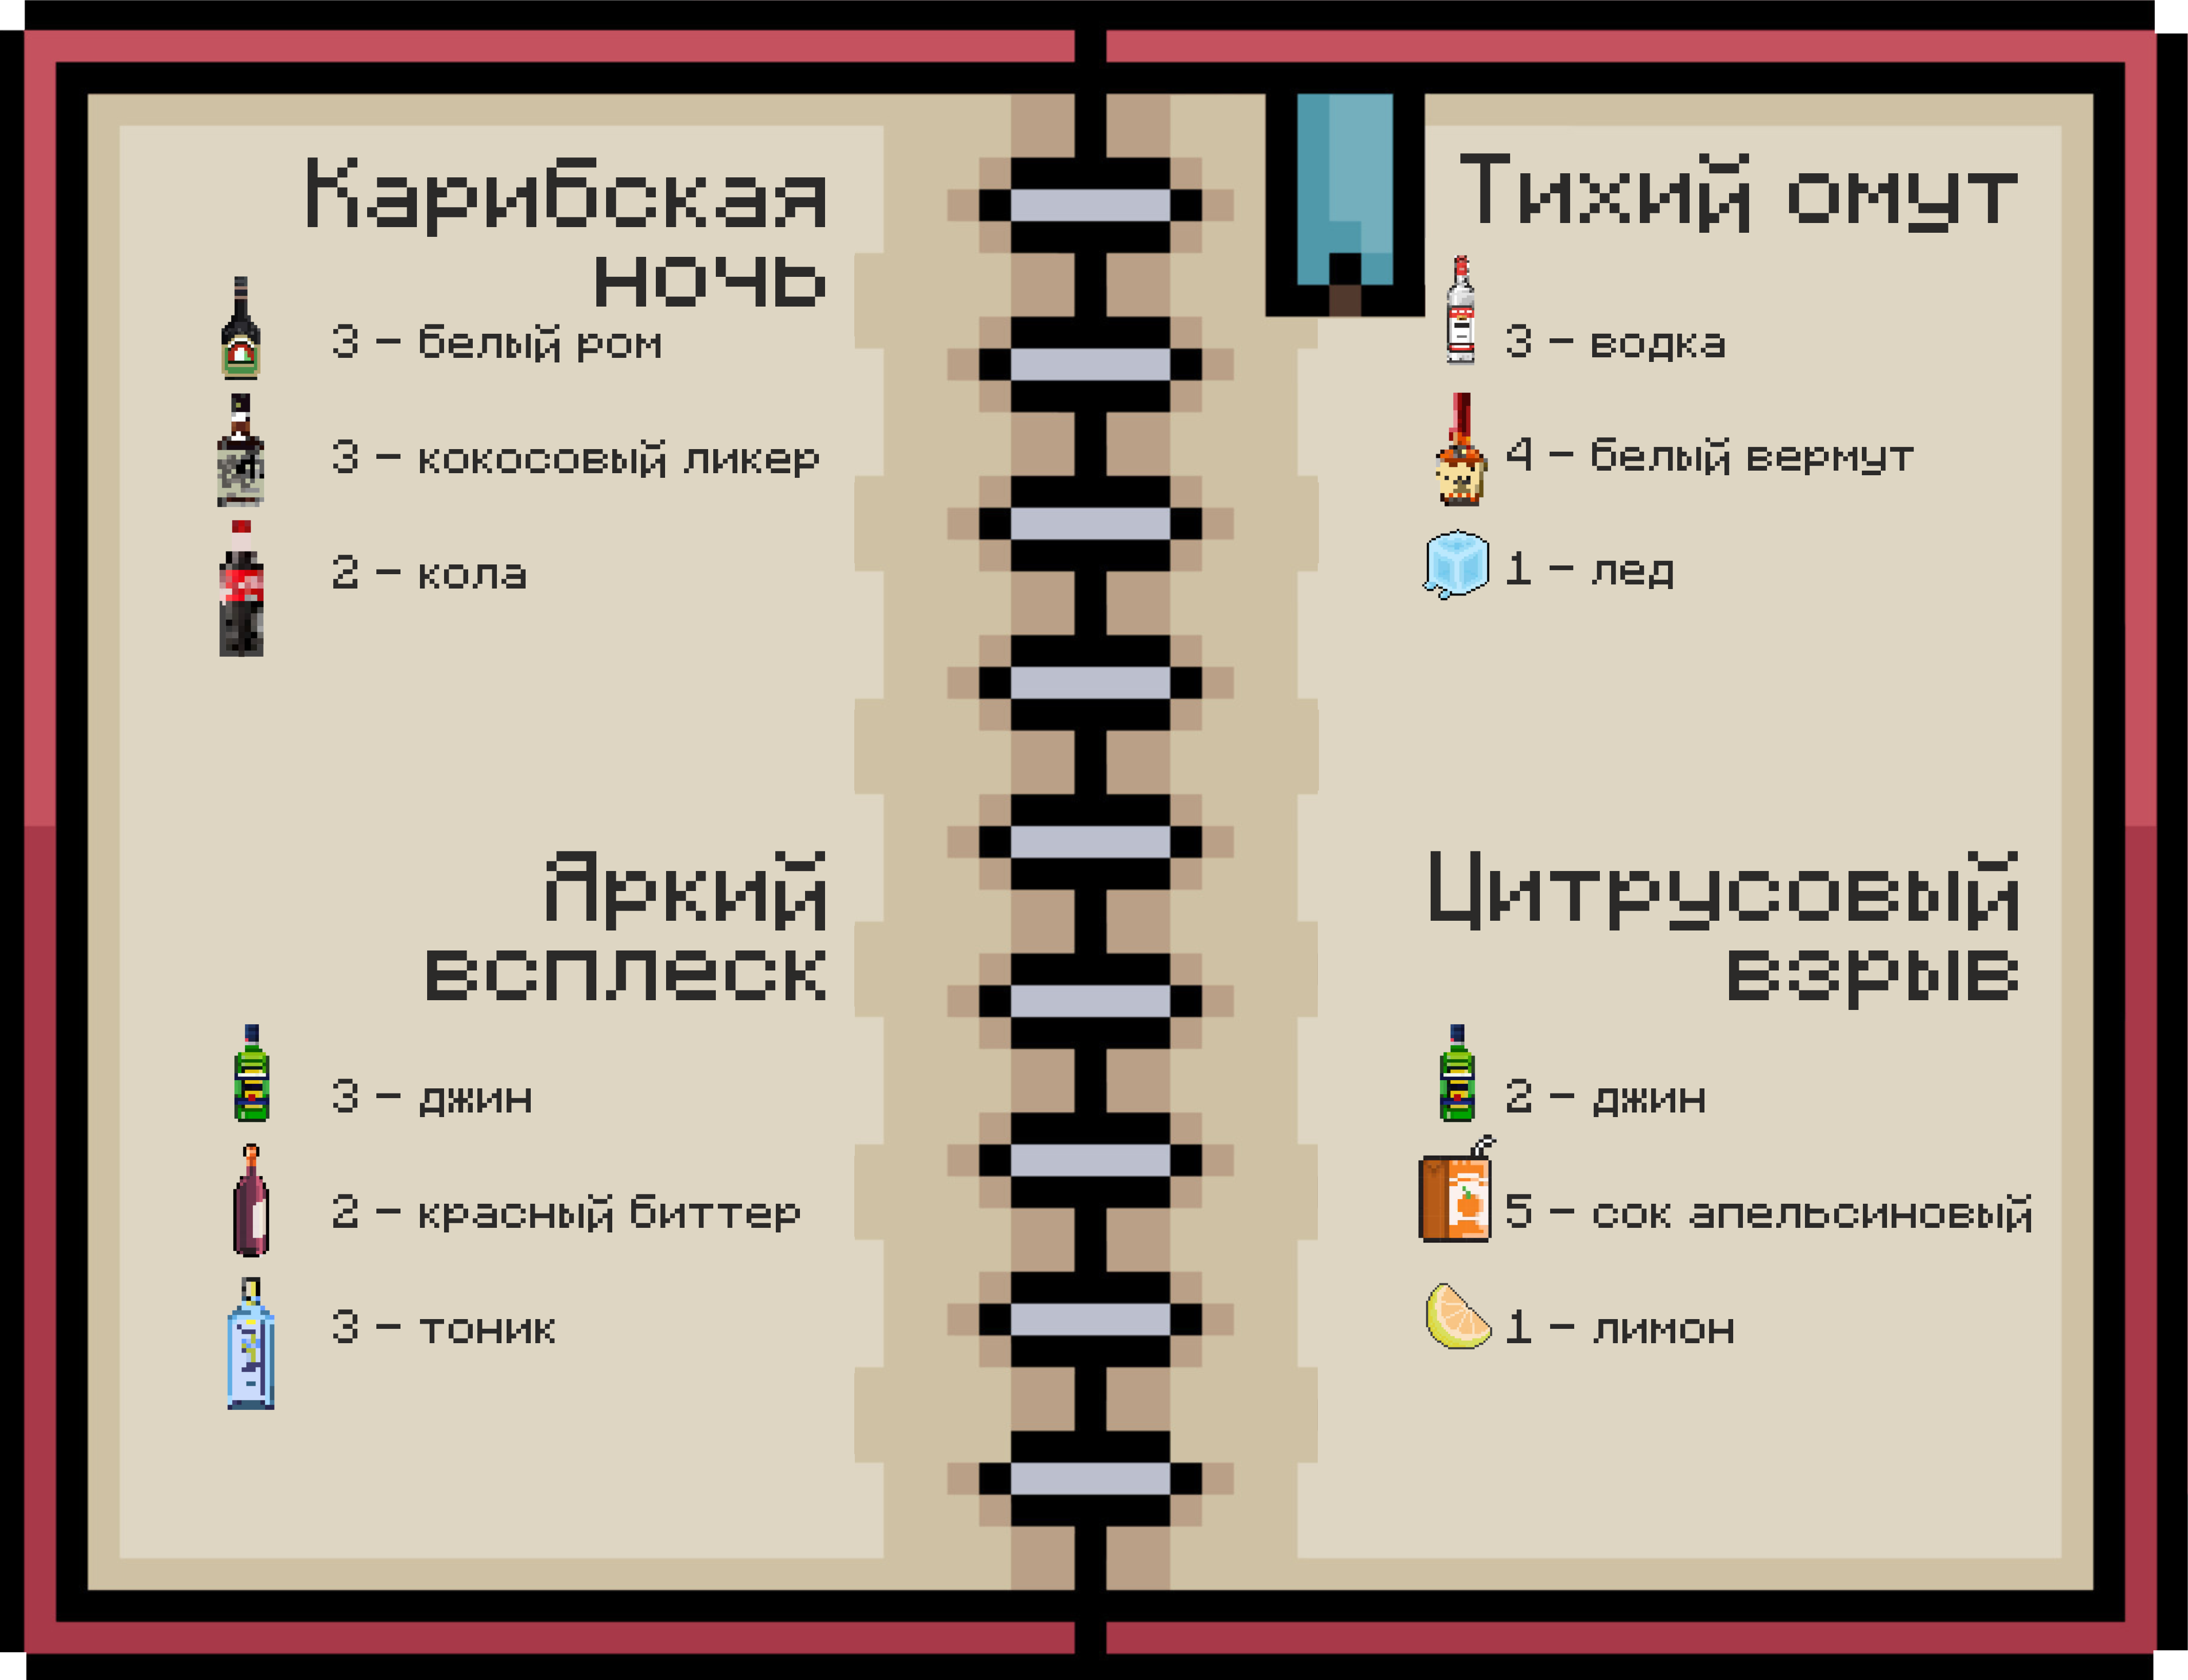 Карибская
ночь
3 – белый ром
3 – кокосовый ликер
2 – кола
Яркий
всплеск
3 – джин
2 – красный биттер
3 – тоник
Тихий омут
3 – водка
4 – белый вермут
1 – лед
Цитрусовый
взрыв
2 – джин
5 – сок апельсиновый
1 – лимон